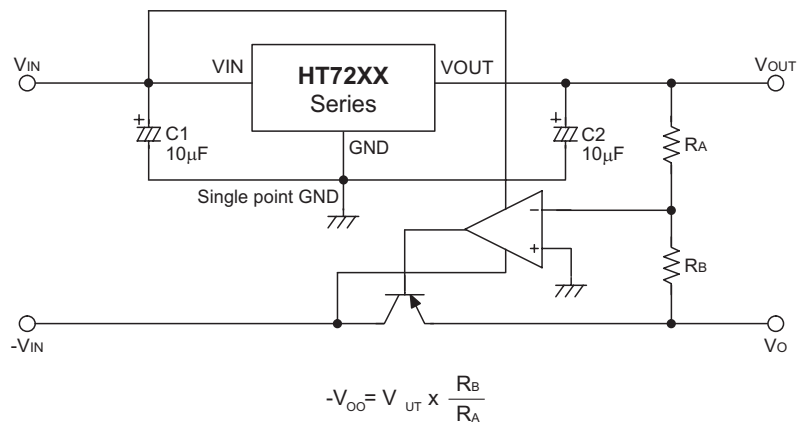 VIN
VIN
HT72XX
Series
VOUT
VOUT
+
C1
10μF
GND
+
C2
10μF
RA
Single point GND
−
+
RB
-VIN
VO
-VOO= V UT x RB
RA